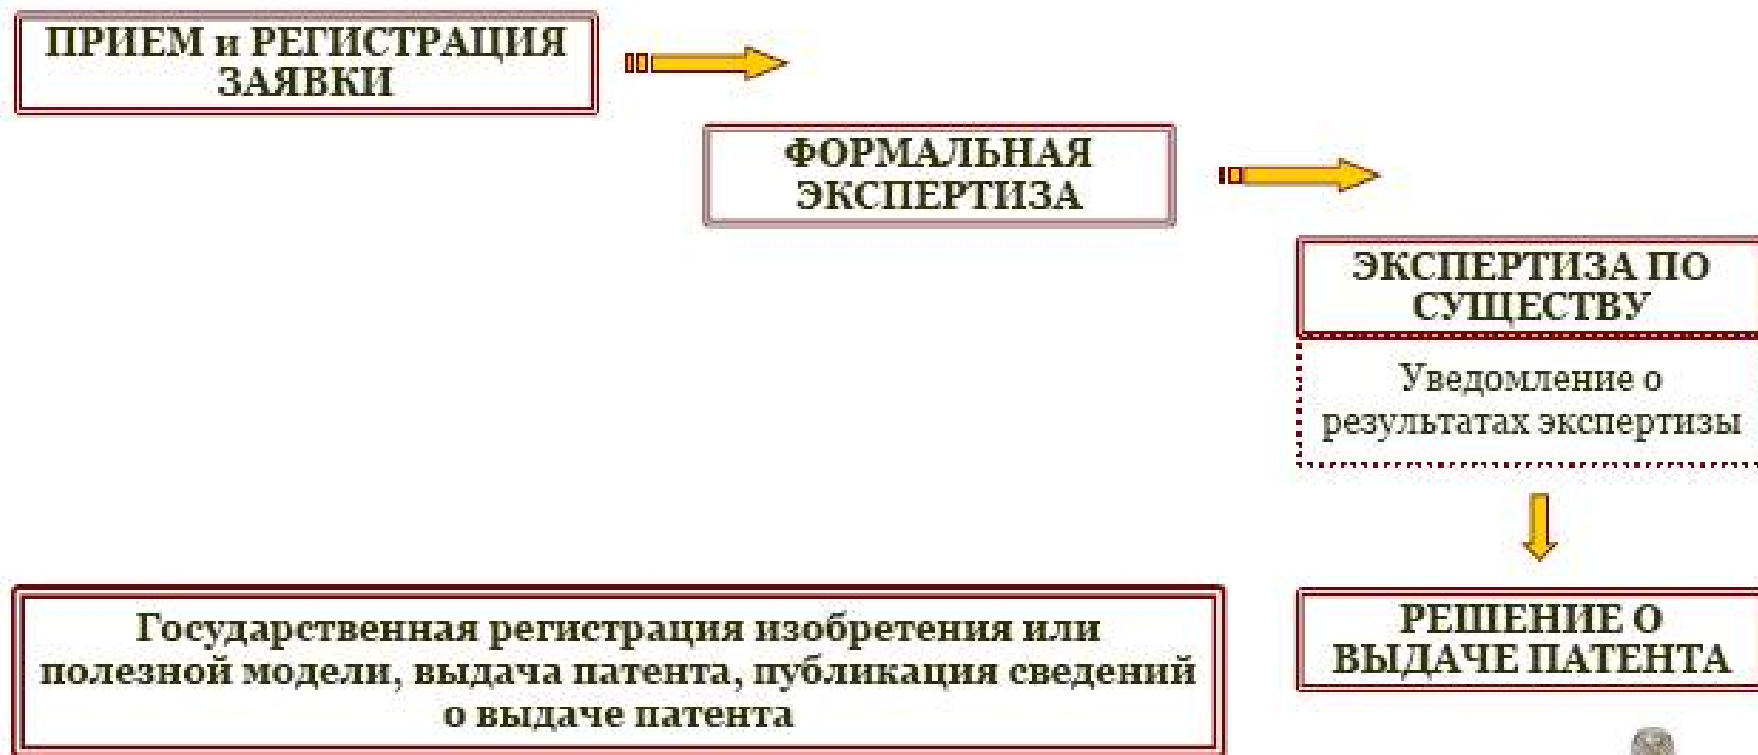 ПРИЕМ и РЕГИСТРАЦИЯ
ЗАЯВКИ
ФОРМАЛЬНАЯ
ЭКСПЕРТИЗА
ЭКСПЕРТИЗА ПО
СУЩЕСТВУ
Уведомление о
результатах экспертизы
РЕШЕНИЕ О
ВЫДАЧЕ ПАТЕНТА
Государственная регистрация изобретения или
полезной модели, выдача патента, публикация сведений
о выдаче патента